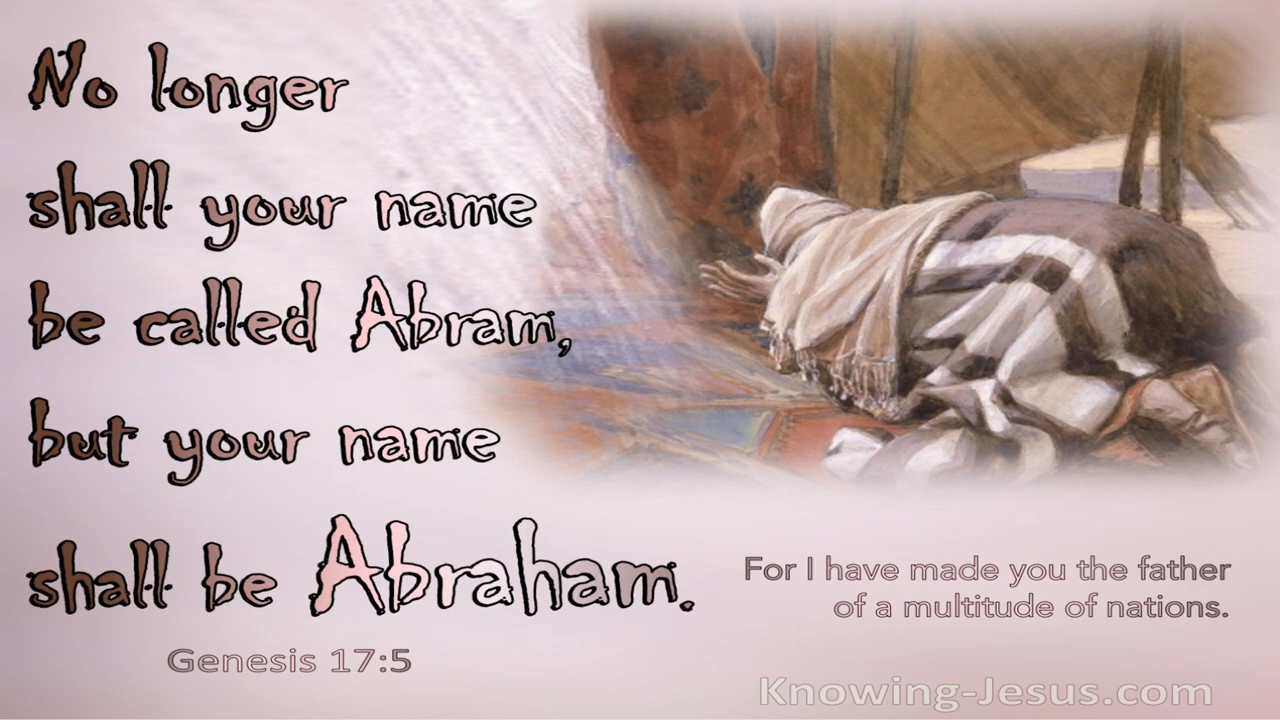 No longer
shall your name
be called Abram,
but your name
shall be Abraham.
Genesis 17:5
For I have made you the father
of a multitude of nations.
Knowing-Jesus.com